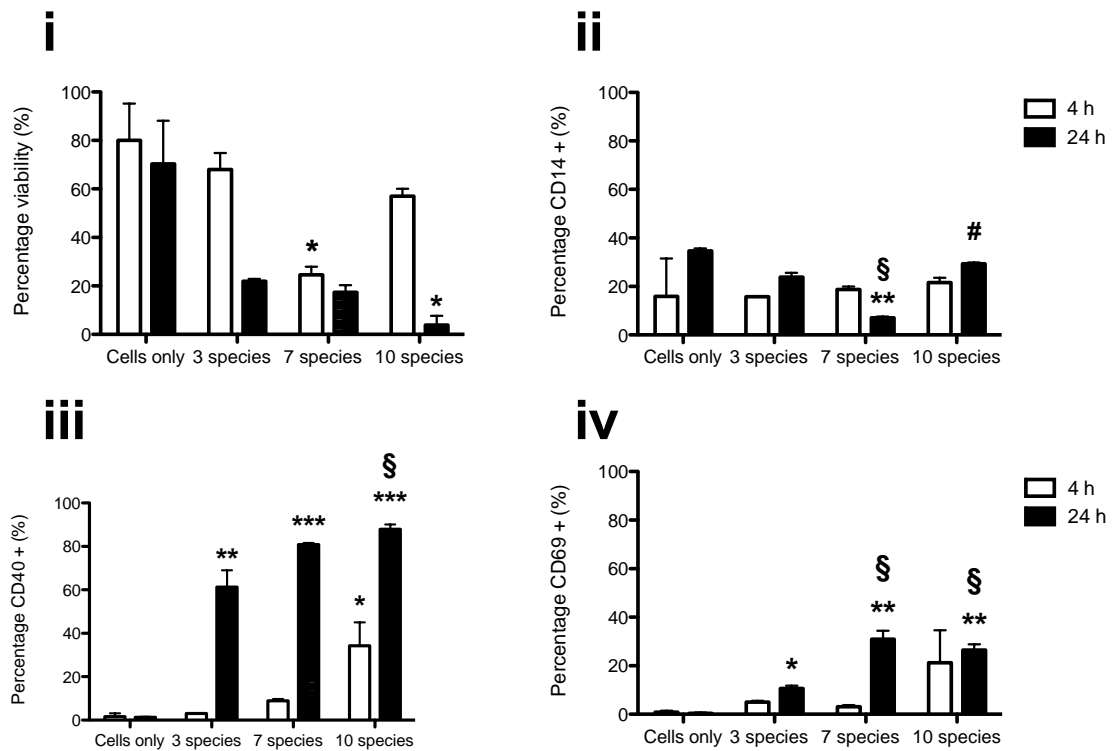 i
Percentage viability (%)
100
80
60
40
20
0
*
*
Cells only 3 species 7 species 10 species
ii
Percentage CD14 + (%)
100
80
60
40
20
0
§
**
#
Cells only 3 species 7 species 10 species
4 h
24 h
iii
Percentage CD40 + (%)
100
80
60
40
20
0
**
***
*
§
***
Cells only 3 species 7 species 10 species
iv
Percentage CD69 + (%)
100
80
60
40
20
0
*
§
**
§
**
Cells only 3 species 7 species 10 species
4 h
24 h